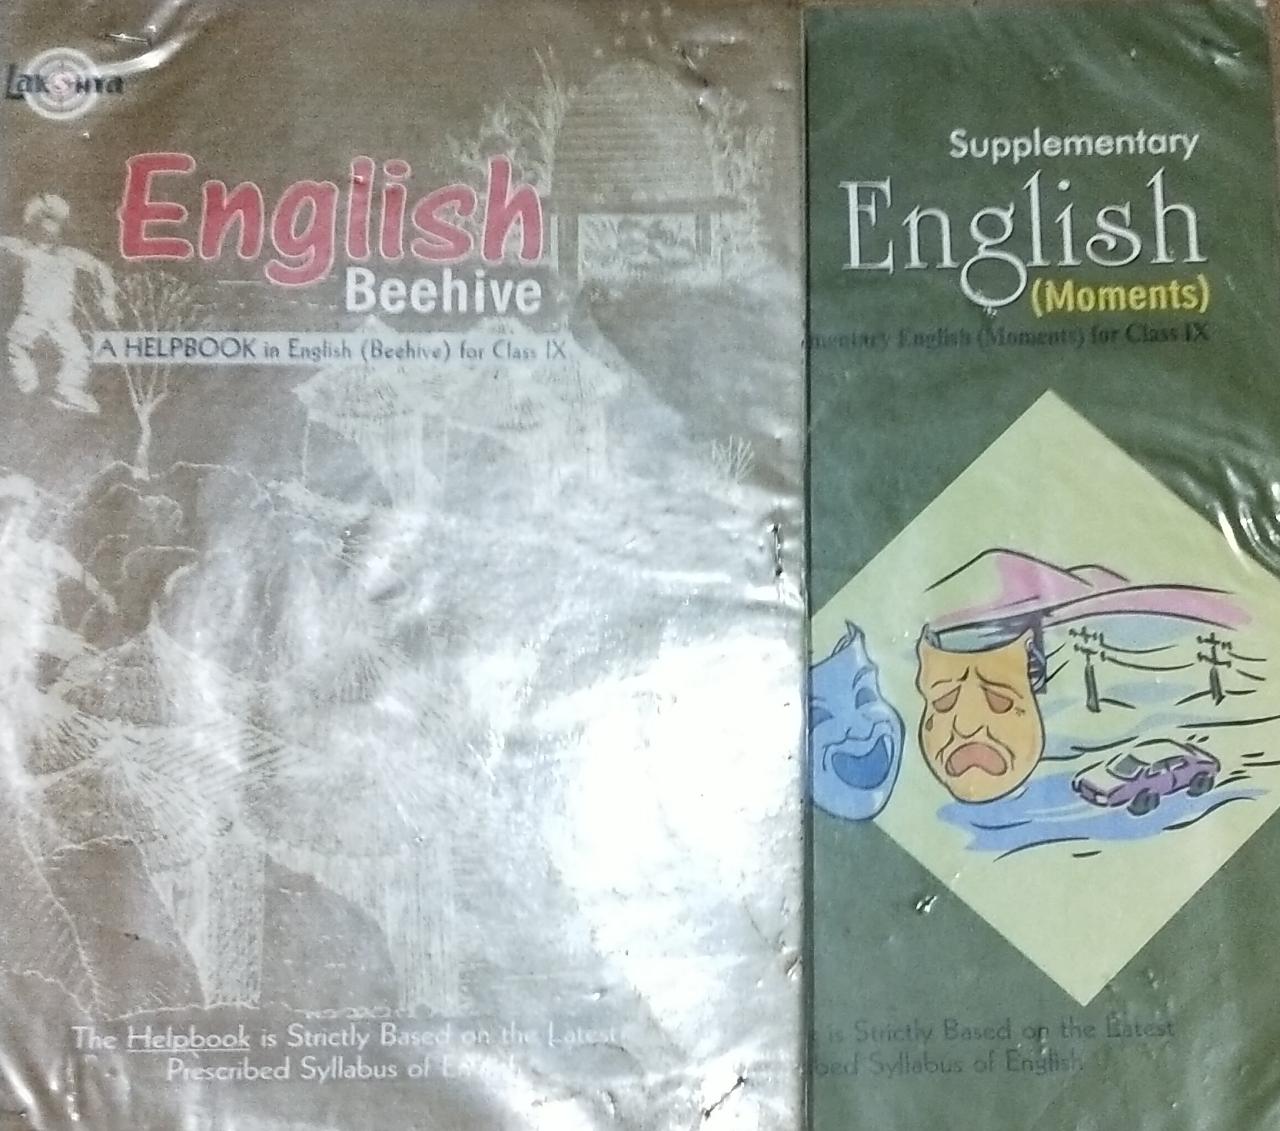 Lakshya
English
Beehive
A HELPBOOK in English (Beehive) for Class IX
The Helpbook is Strictly Based on the Latest
Prescribed Syllabus of
Supplementary
English
(Moments)
English (Moments) for Class IX
is Strictly Based on the Latest
Syllabus of English